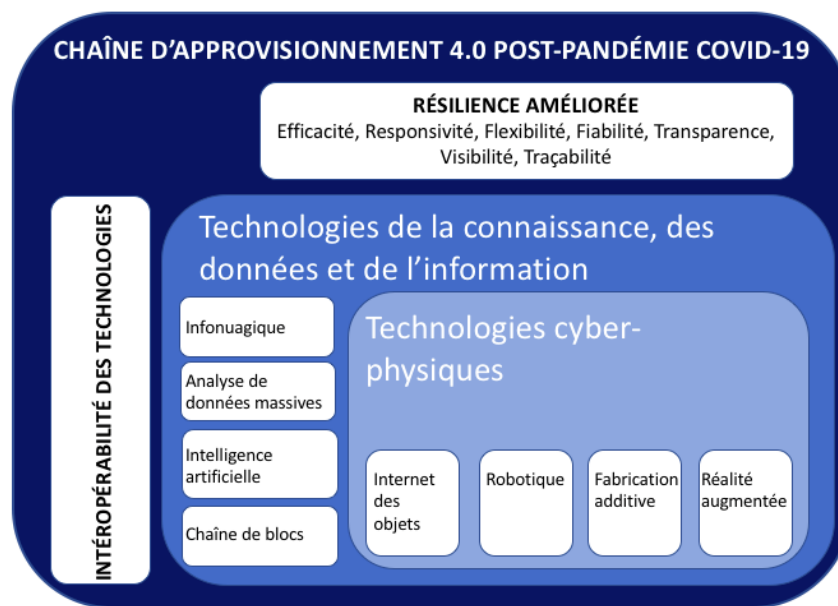 CHAÎNE D’APPROVISIONNEMENT 4.0 POST-PANDÉMIE COVID-19
RÉSILIENCE AMÉLIORÉE
Efficacité, Responsivité, Flexibilité, Fiabilité, Transparence,
Visibilité, Traçabilité
INTÉROPÉRABILITÉ DES TECHNOLOGIES
Technologies de la connaissance, des
données et de l’information
Infonuagique
Analyse de
données massives
Intelligence
artificielle
Chaîne de blocs
Technologies cyber-
physiques
Internet
des
objets
Robotique
Fabrication
additive
Réalité
augmentée